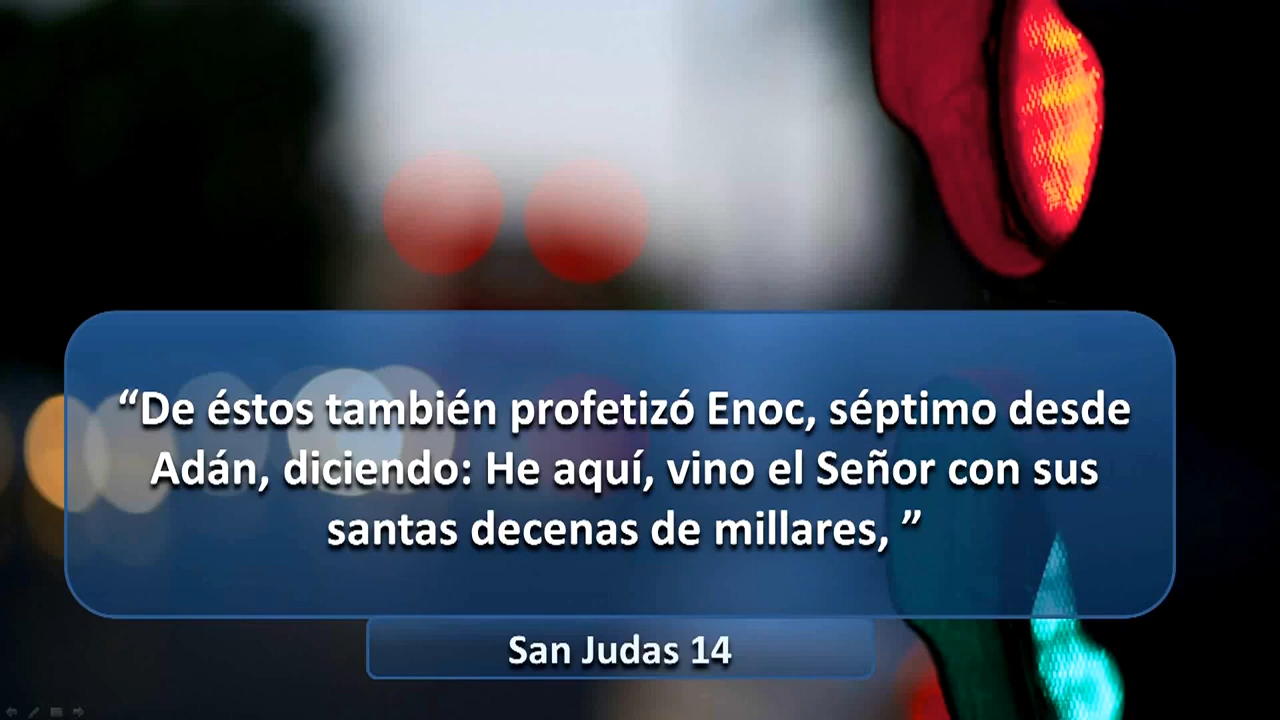 “De éstos también profetizó Enoc, séptimo desde
Adán, diciendo: He aquí, vino el Señor con sus
santas decenas de millares, ”
San Judas 14